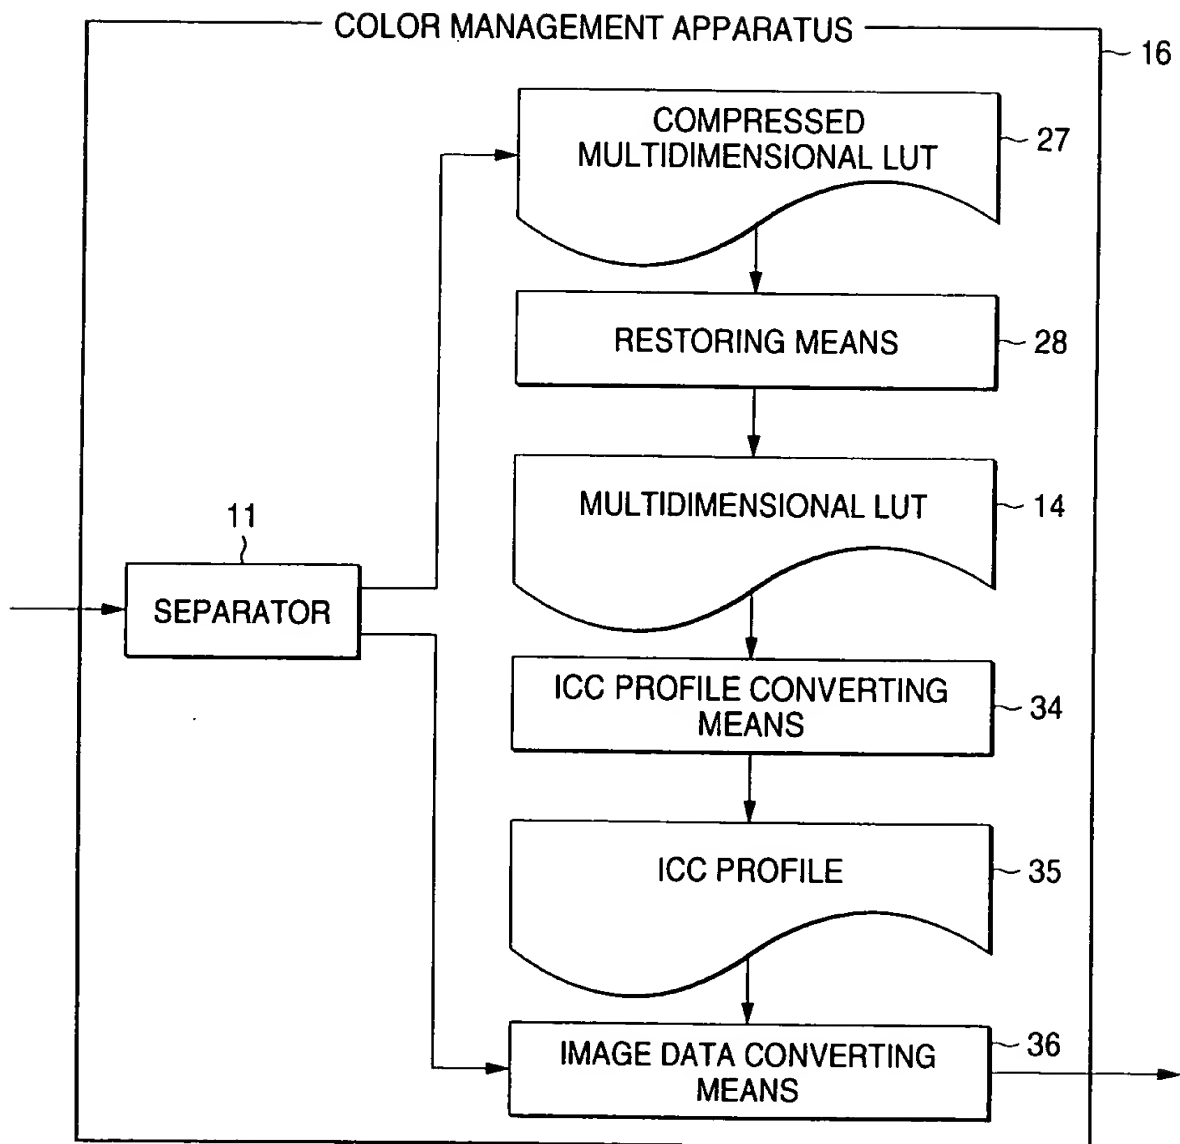 COLOR MANAGEMENT APPARATUS
16
COMPRESSED
MULTIDIMENSIONAL LUT
27
RESTORING MEANS
28
MULTIDIMENSIONAL LUT
14
11
SEPARATOR
ICC PROFILE CONVERTING
MEANS
34
ICC PROFILE
35
IMAGE DATA CONVERTING
MEANS
36